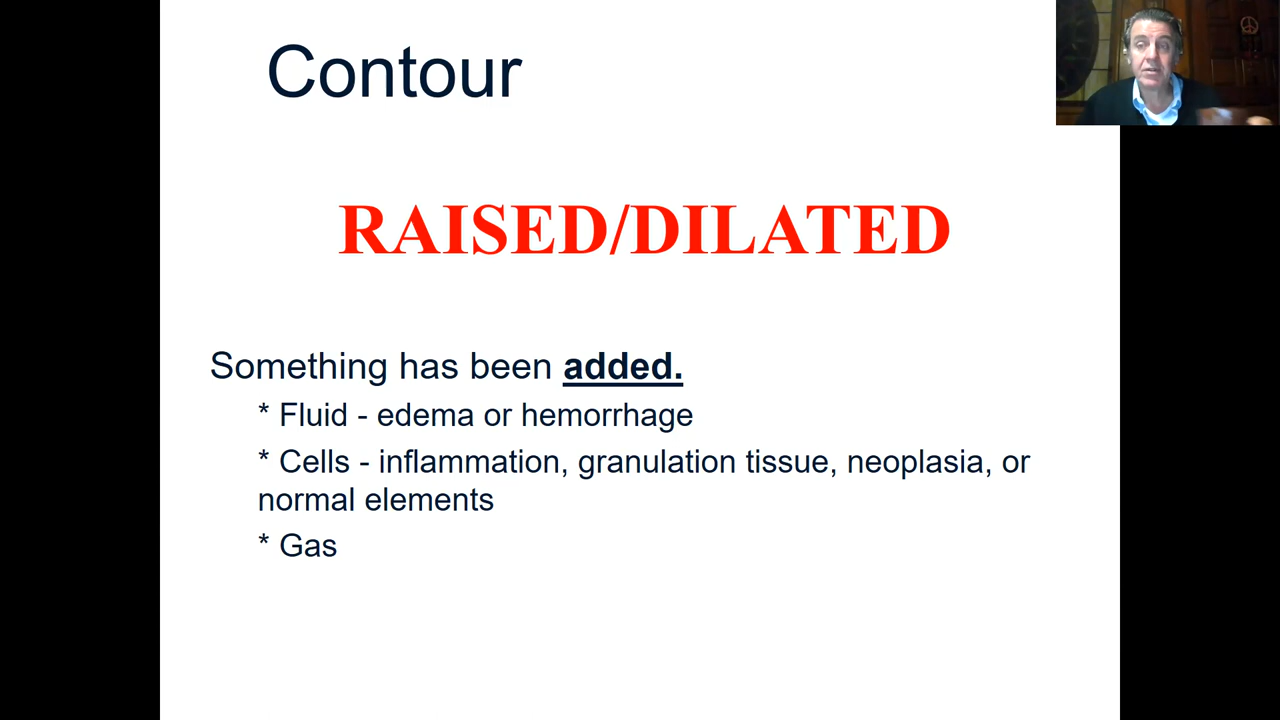 Contour
RAISED/DILATED
Something has been added.
* Fluid - edema or hemorrhage
* Cells - inflammation, granulation tissue, neoplasia, or
normal elements
* Gas